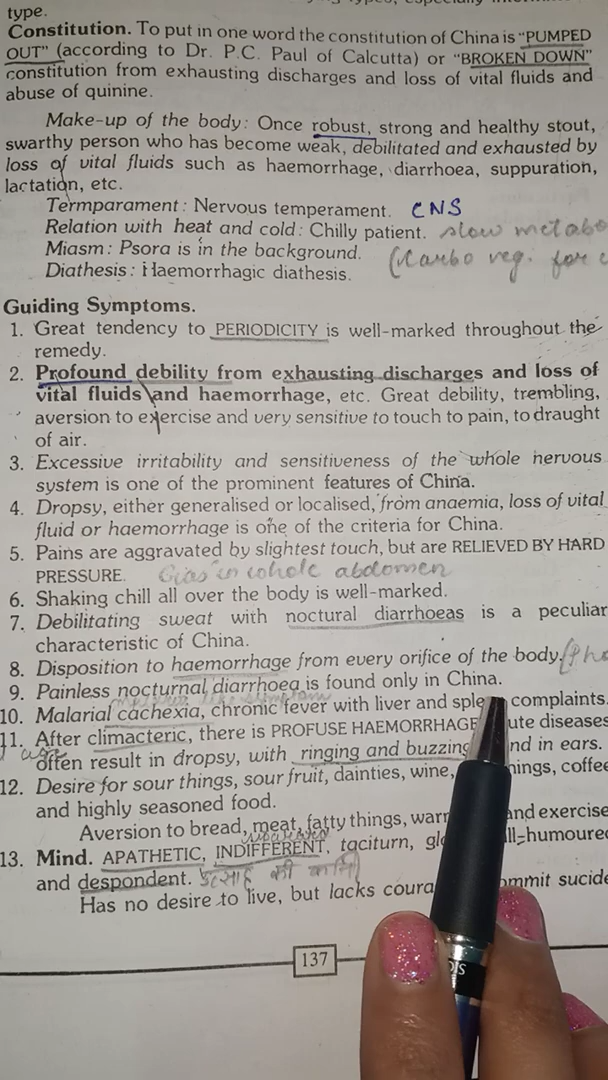 type.
Constitution. To put in one word the constitution of China is "PUMPED
OUT" (according to Dr. P.C. Paul of Calcutta) or "BROKEN DOWN"
constitution from exhausting discharges and loss of vital fluids and
abuse of quinine.
Make-up of the body: Once robust, strong and healthy stout,
swarthy person who has become weak, debilitated and exhausted by
loss of vital fluids such as haemorrhage, diarrhoea, suppuration,
lactation, etc.
Termparament: Nervous temperament. CNS
Relation with heat and cold: Chilly patient. slow metabo
Miasm: Psora is in the background. (Carbo veg. for c
Diathesis: Haemorrhagic diathesis.
Guiding Symptoms.
1. Great tendency to PERIODICITY is well-marked throughout the
remedy.
2. Profound debility from exhausting discharges and loss of
vital fluids and haemorrhage, etc. Great debility, trembling,
aversion to exercise and very sensitive to touch to pain, to draught
of air.
3. Excessive irritability and sensitiveness of the whole nervous
system is one of the prominent features of China.
4. Dropsy, either generalised or localised, from anaemia, loss of vital
fluid or haemorrhage is one of the criteria for China.
5. Pains are aggravated by slightest touch, but are RELIEVED BY HARD
PRESSURE. Gas in whole abdomen
6. Shaking chill all over the body is well-marked.
7. Debilitating sweat with noctural diarrhoeas is a peculiar
characteristic of China.
8. Disposition to haemorrhage from every orifice of the body. (Pho
9. Painless nocturnal diarrhoea is found only in China.
10. Malarial cachexia, chronic fever with liver and sple complaints.
11. After climacteric, there is PROFUSE HAEMORRHAGE ute diseases
often result in dropsy, with ringing and buzzing nd in ears.
12. Desire for sour things, sour fruit, dainties, wine, nings, coffee
and highly seasoned food.
Aversion to bread, meat, fatty things, warr and exercise
13. Mind. APATHETIC, INDIFFERENT, taciturn, glo ll-humoured
and despondent. उत्साह की कमी
Has no desire to live, but lacks coura ommit sucide
137